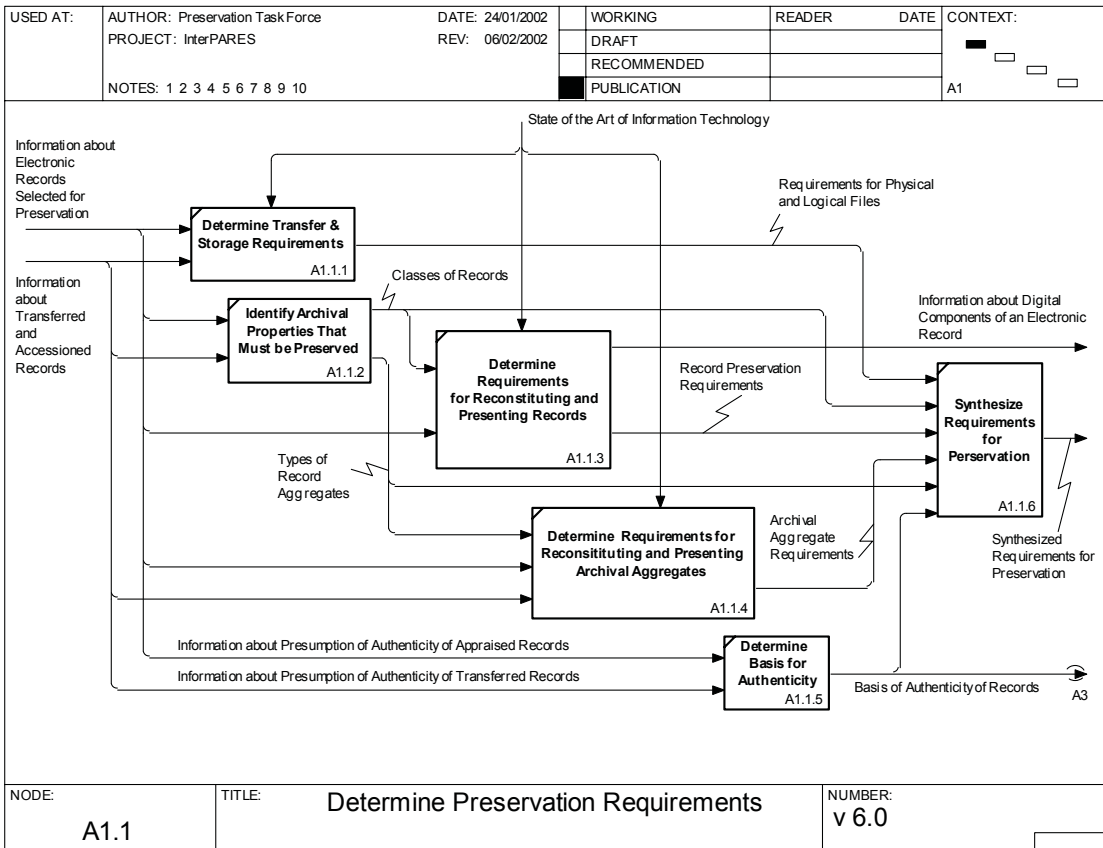 USED AT:
AUTHOR: Preservation Task Force
DATE: 24/01/2002
PROJECT: InterPARES
REV: 06/02/2002
NOTES: 1 2 3 4 5 6 7 8 9 10
WORKING
DRAFT
RECOMMENDED
PUBLICATION
READER DATE
CONTEXT:
A1
State of the Art of Information Technology
Information about
Electronic
Records
Selected for
Preservation
Determine Transfer &
Storage Requirements
A1.1.1
Requirements for Physical
and Logical Files
Information
about
Transferred
and
Accessioned
Records
Classes of Records
Identify Archival
Properties That
Must be Preserved
A1.1.2
Determine
Requirements
for Reconstituting and
Presenting Records
A1.1.3
Information about Digital
Components of an Electronic
Record
Record Preservation
Requirements
Synthesize
Requirements
for
Perservation
A1.1.6
Types of
Record
Aggregates
Determine Requirements for
Reconsitituting and Presenting
Archival Aggregates
A1.1.4
Archival
Aggregate
Requirements
Synthesized
Requirements for
Preservation
Information about Presumption of Authenticity of Appraised Records
Information about Presumption of Authenticity of Transferred Records
Determine
Basis for
Authenticity
A1.1.5
Basis of Authenticity of Records
A3
NODE:
A1.1
TITLE:
Determine Preservation Requirements
NUMBER:
v 6.0